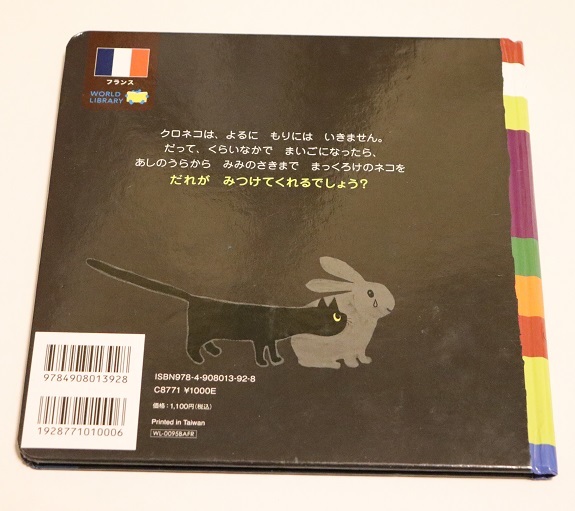 フランス
WORLD
LIBRARY
クロネコは、よるに　もりには　いきません。
だって、くらいなかで　まいごになったら、
あしのうらから　みみのさきまで　まっくろけのネコを
だれが　みつけてくれるでしょう？
9784908013928
1928771010006
ISBN978-4-908013-92-8
C8771 ¥1000E
価格：1,100円（税込）
Printed in Taiwan
WL-0095BAFR